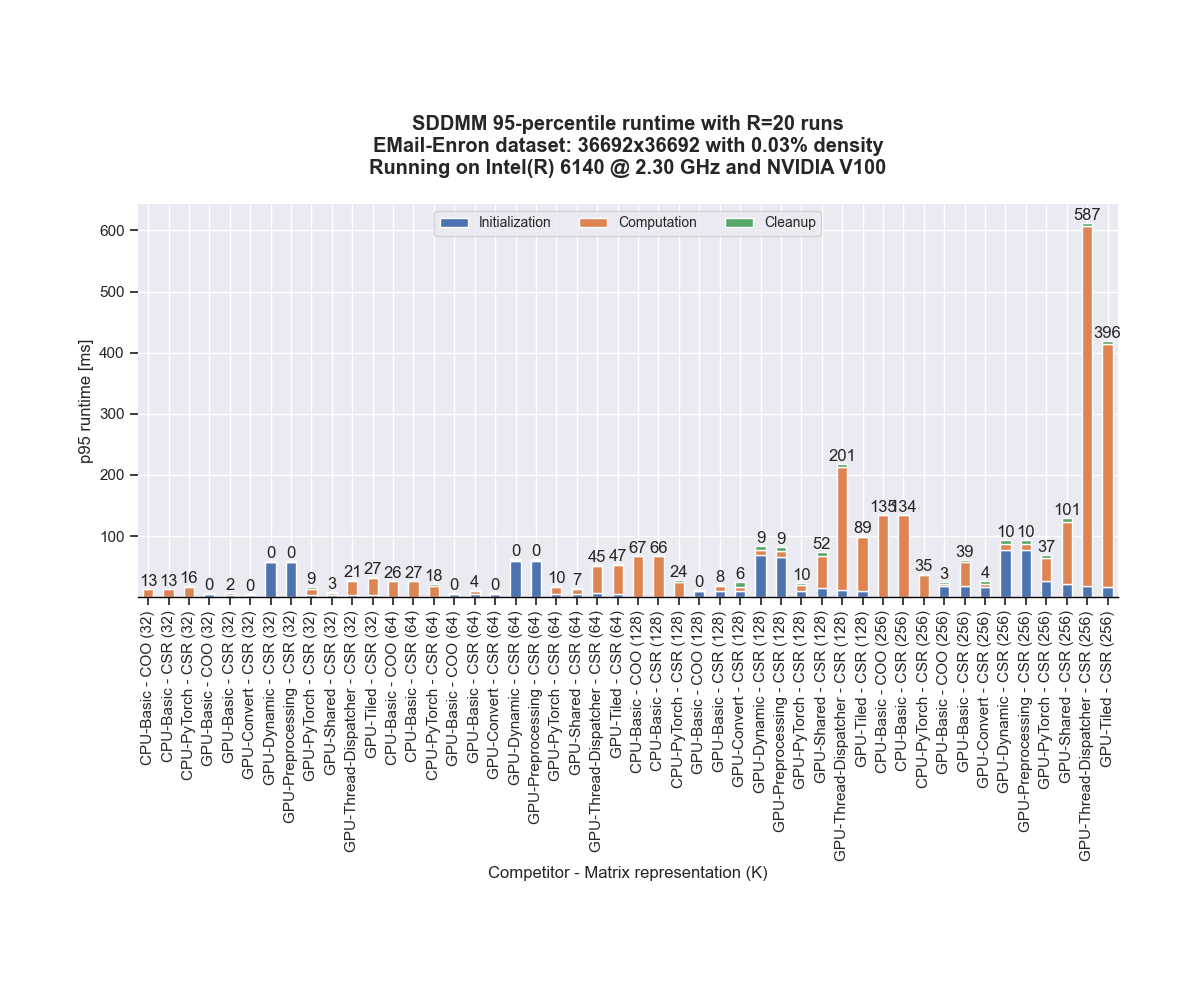 SDDMM 95-percentile runtime with R=20 runs
EMail-Enron dataset: 36692x36692 with 0.03% density
Running on Intel(R) 6140 @ 2.30 GHz and NVIDIA V100
Initialization
Computation
Cleanup
p95 runtime [ms]
600
500
400
300
200
100
13
13
16
0
2
0
0
0
9
3
21
27
26
27
18
0
4
0
0
0
10
7
45
47
67
66
24
0
8
6
9
9
10
52
201
89
135
134
35
3
39
4
10
10
37
101
587
396
CPU-Basic - COO (32)
CPU-Basic - CSR (32)
CPU-PyTorch - CSR (32)
GPU-Basic - COO (32)
GPU-Basic - CSR (32)
GPU-Convert - CSR (32)
GPU-Dynamic - CSR (32)
GPU-Preprocessing - CSR (32)
GPU-PyTorch - CSR (32)
GPU-Shared - CSR (32)
GPU-Thread-Dispatcher - CSR (32)
GPU-Tiled - CSR (32)
CPU-Basic - COO (64)
CPU-Basic - CSR (64)
CPU-PyTorch - CSR (64)
GPU-Basic - COO (64)
GPU-Basic - CSR (64)
GPU-Convert - CSR (64)
GPU-Dynamic - CSR (64)
GPU-Preprocessing - CSR (64)
GPU-PyTorch - CSR (64)
GPU-Shared - CSR (64)
GPU-Thread-Dispatcher - CSR (64)
GPU-Tiled - CSR (64)
CPU-Basic - COO (128)
CPU-Basic - CSR (128)
CPU-PyTorch - CSR (128)
GPU-Basic - COO (128)
GPU-Basic - CSR (128)
GPU-Convert - CSR (128)
GPU-Dynamic - CSR (128)
GPU-Preprocessing - CSR (128)
GPU-PyTorch - CSR (128)
GPU-Shared - CSR (128)
GPU-Thread-Dispatcher - CSR (128)
GPU-Tiled - CSR (128)
CPU-Basic - COO (256)
CPU-Basic - CSR (256)
CPU-PyTorch - CSR (256)
GPU-Basic - COO (256)
GPU-Basic - CSR (256)
GPU-Convert - CSR (256)
GPU-Dynamic - CSR (256)
GPU-Preprocessing - CSR (256)
GPU-PyTorch - CSR (256)
GPU-Shared - CSR (256)
GPU-Thread-Dispatcher - CSR (256)
GPU-Tiled - CSR (256)
Competitor - Matrix representation (K)